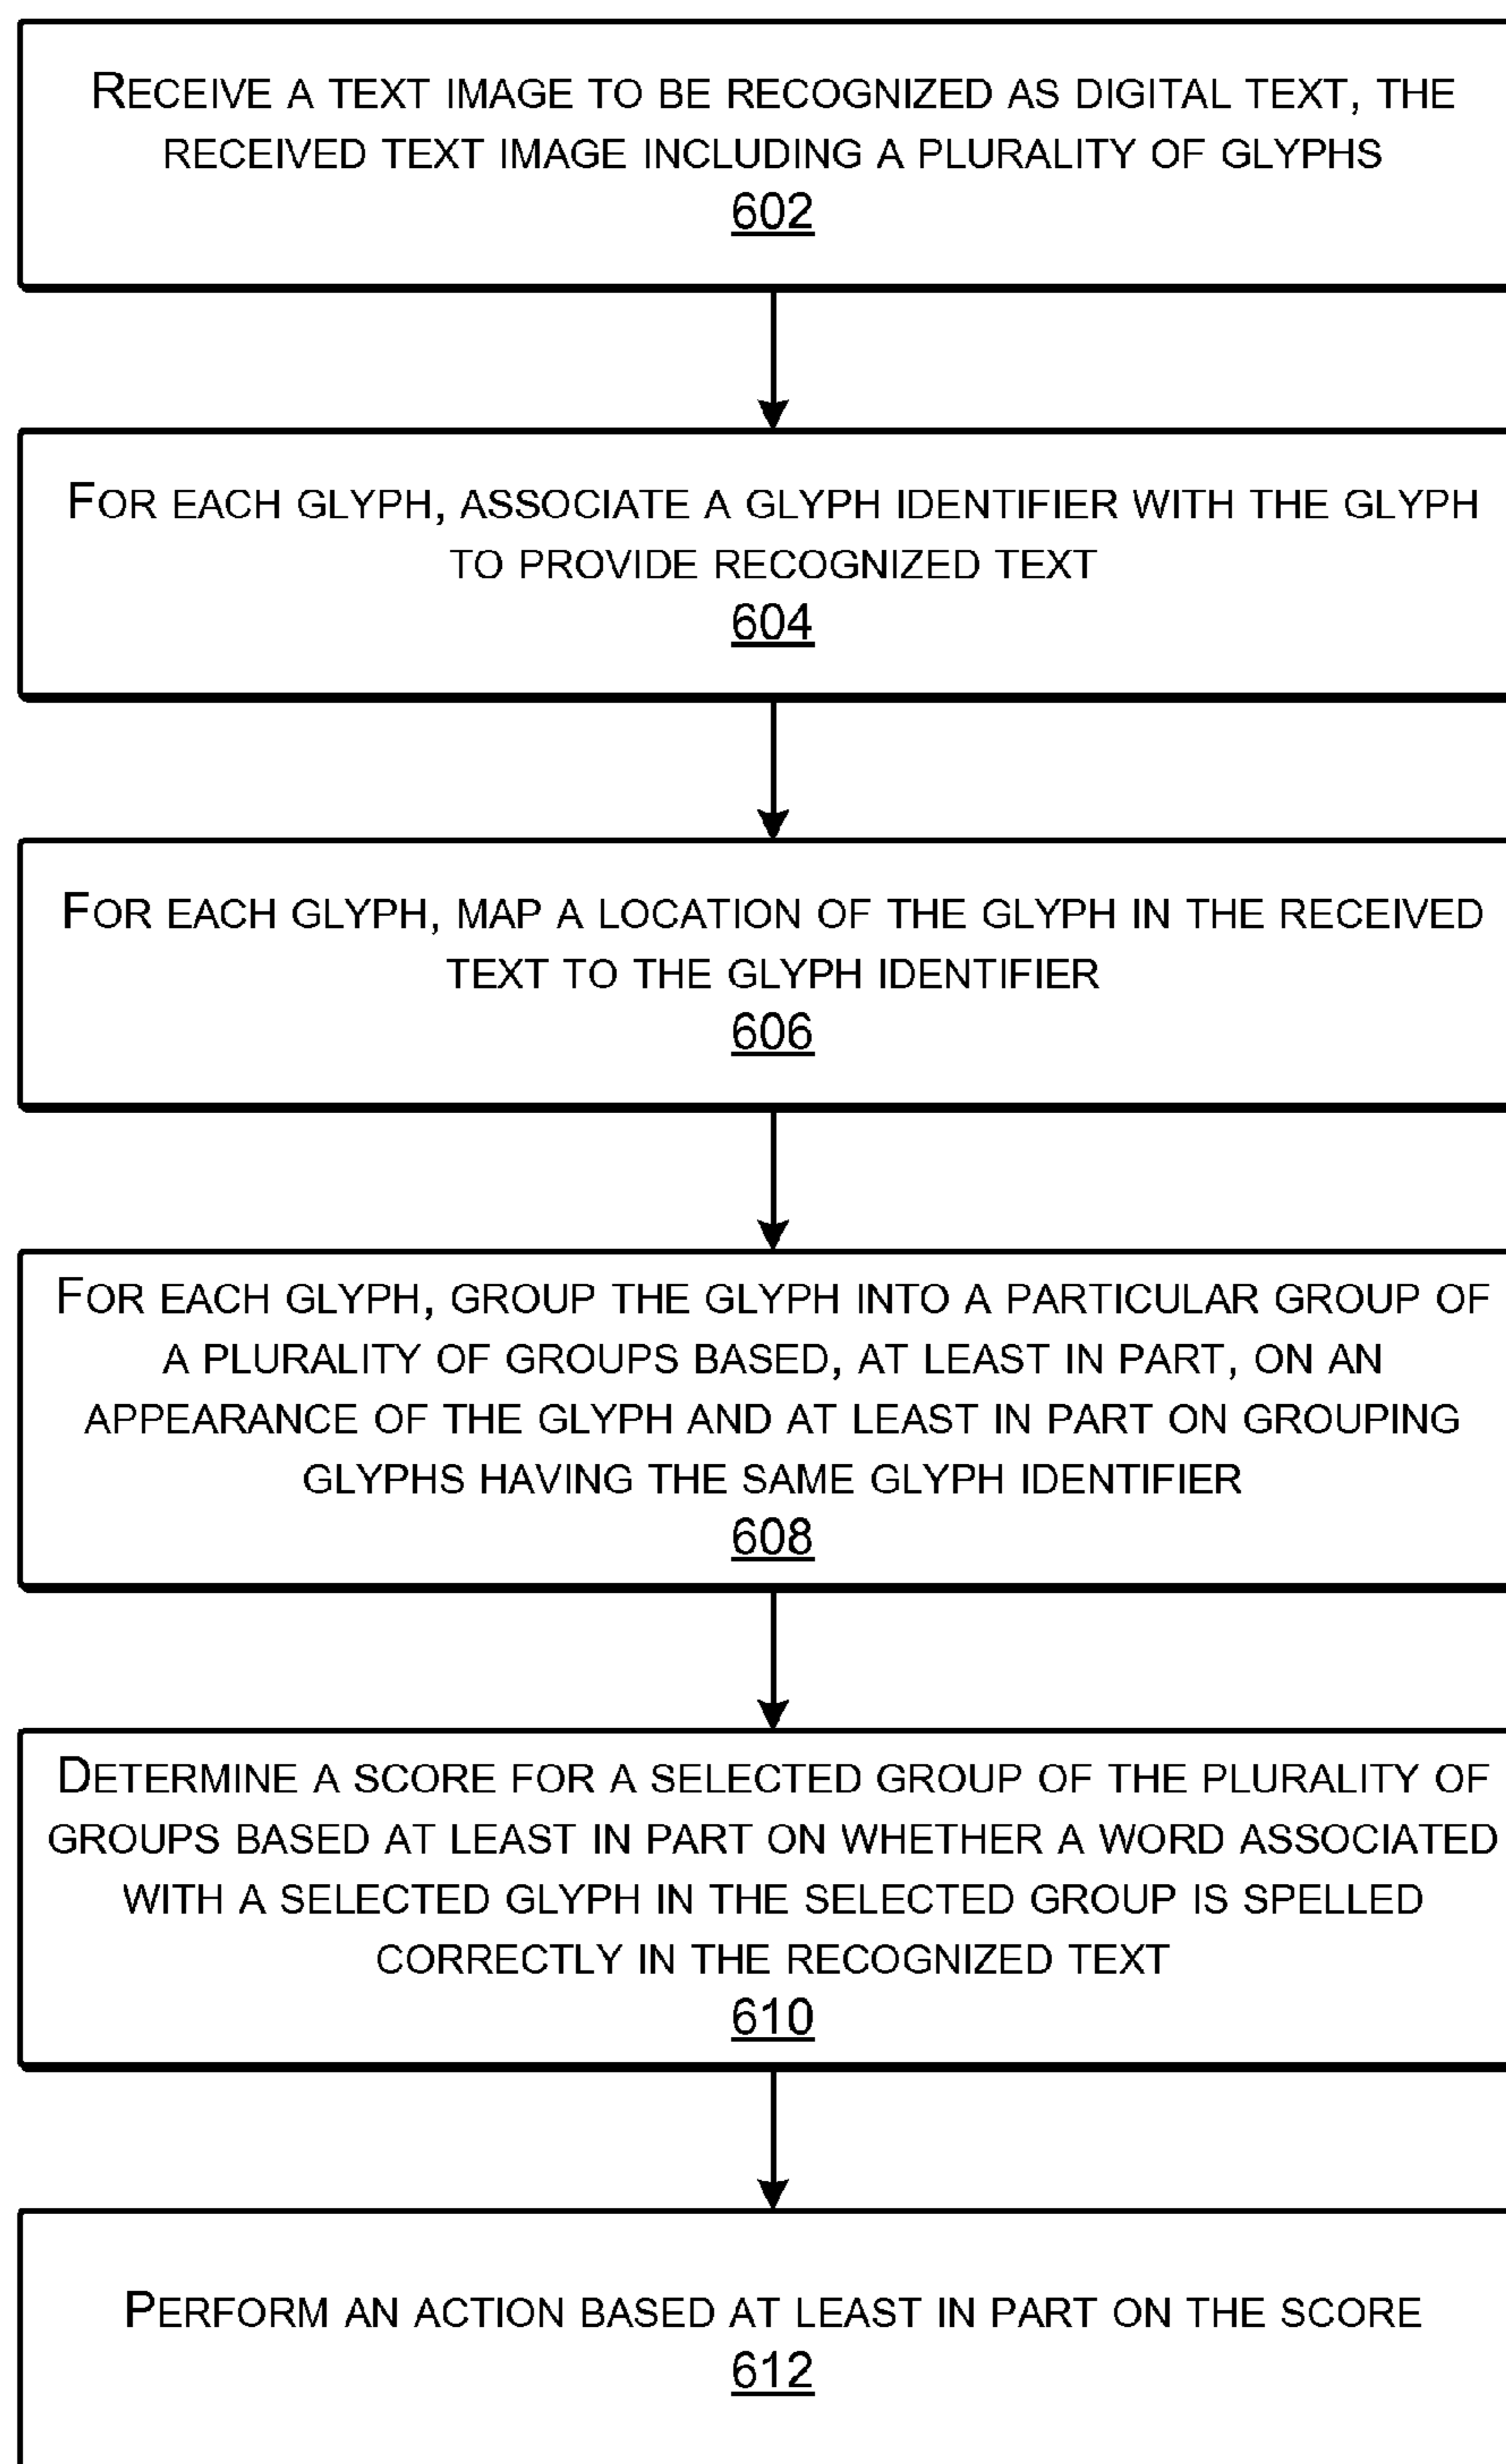 RECEIVE A TEXT IMAGE TO BE RECOGNIZED AS DIGITAL TEXT, THE
RECEIVED TEXT IMAGE INCLUDING A PLURALITY OF GLYPHS
602
FOR EACH GLYPH, ASSOCIATE A GLYPH IDENTIFIER WITH THE GLYPH
TO PROVIDE RECOGNIZED TEXT
604
FOR EACH GLYPH, MAP A LOCATION OF THE GLYPH IN THE RECEIVED
TEXT TO THE GLYPH IDENTIFIER
606
FOR EACH GLYPH, GROUP THE GLYPH INTO A PARTICULAR GROUP OF
A PLURALITY OF GROUPS BASED, AT LEAST IN PART, ON AN
APPEARANCE OF THE GLYPH AND AT LEAST IN PART ON GROUPING
GLYPHS HAVING THE SAME GLYPH IDENTIFIER
608
DETERMINE A SCORE FOR A SELECTED GROUP OF THE PLURALITY OF
GROUPS BASED AT LEAST IN PART ON WHETHER A WORD ASSOCIATED
WITH A SELECTED GLYPH IN THE SELECTED GROUP IS SPELLED
CORRECTLY IN THE RECOGNIZED TEXT
610
PERFORM AN ACTION BASED AT LEAST IN PART ON THE SCORE
612